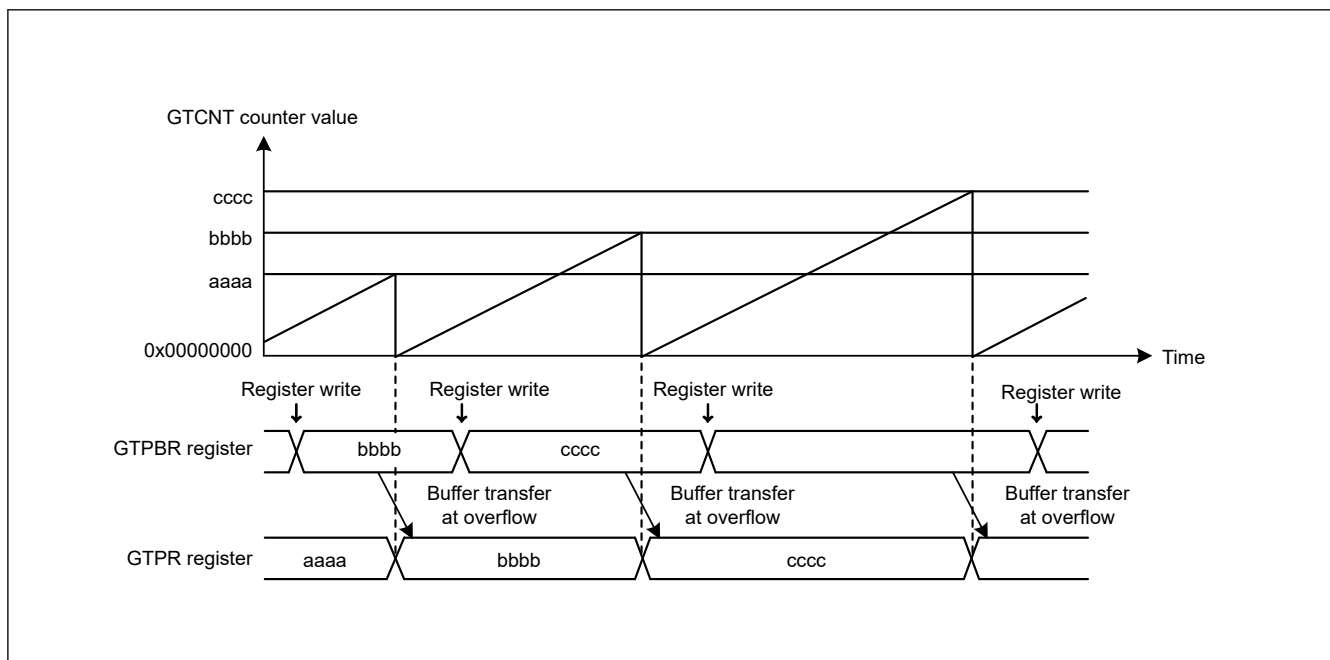 GTCNT counter value
cccc
bbbb
aaaa
0x00000000
Time
Register write Register write Register write Register write
GTPBR register bbbb cccc
Buffer transfer Buffer transfer Buffer transfer
at overflow at overflow at overflow
GTPR register aaaa bbbb cccc